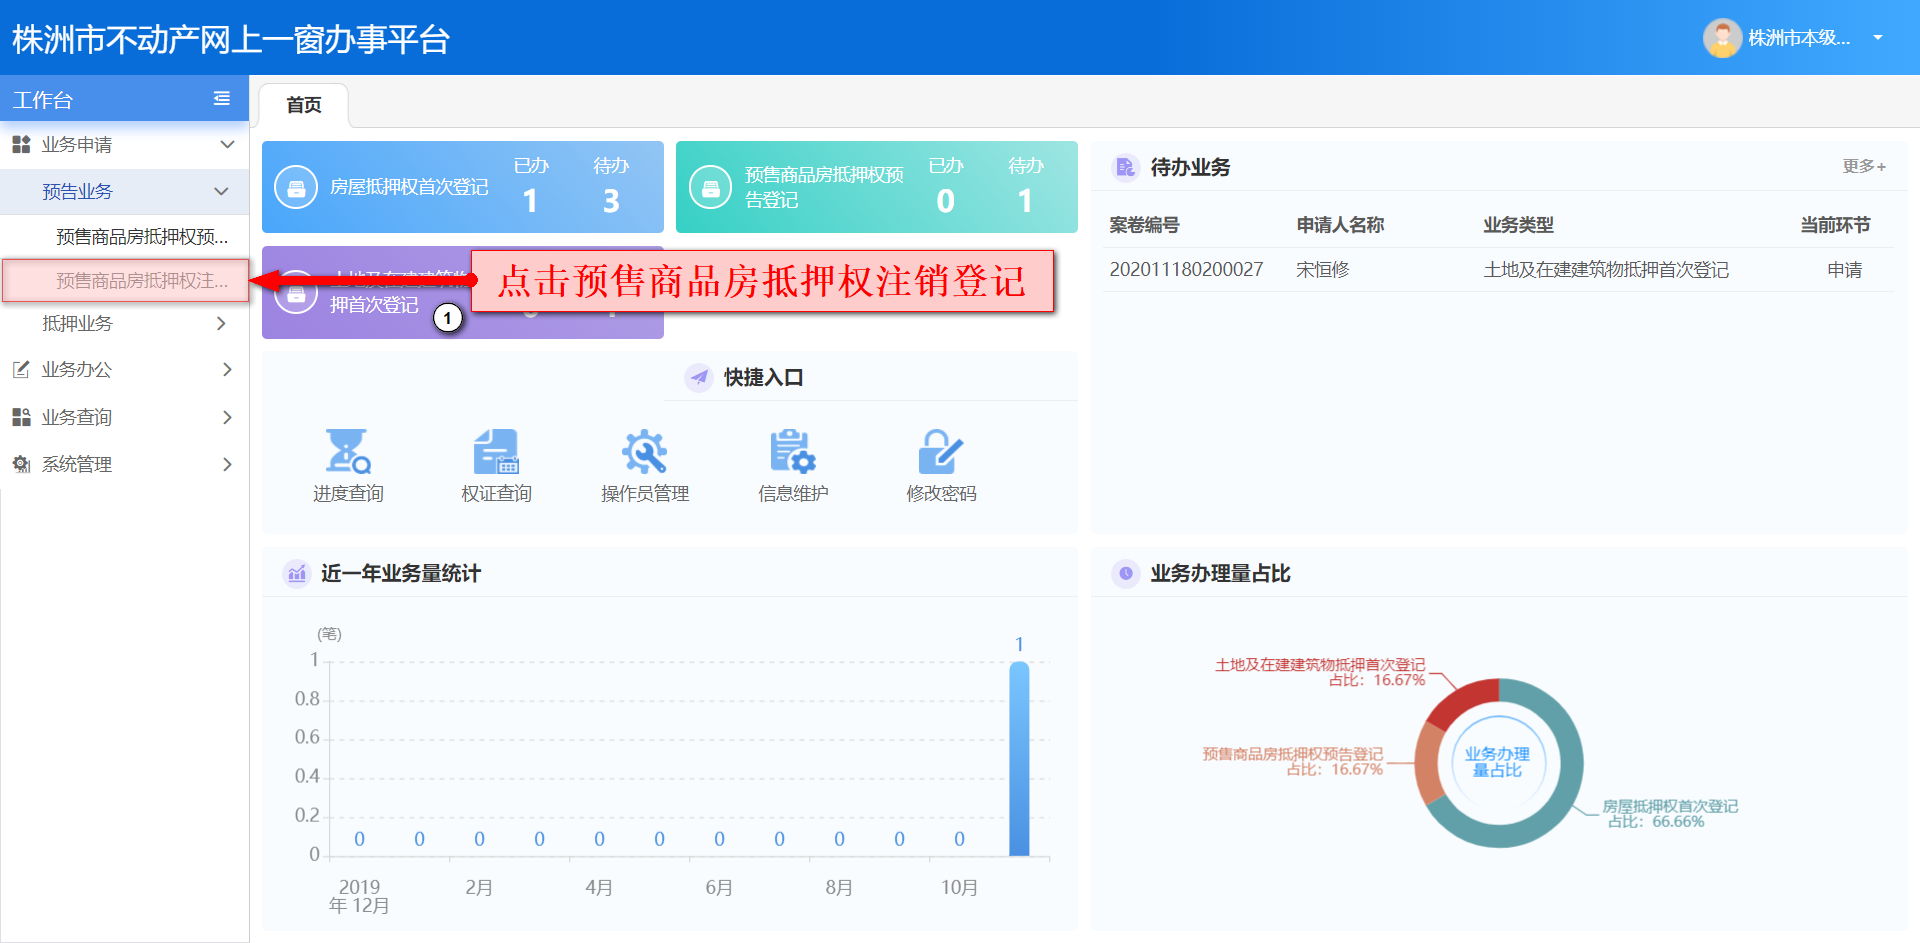 株洲市不动产网上一窗办事平台
株洲市本级...
工作台
首页
业务申请
预告业务
预售商品房抵押权预...
预售商品房抵押权注...
抵押业务
业务办公
业务查询
系统管理
房屋抵押权首次登记
已办
待办
1
3
预售商品房抵押权预
告登记
已办
待办
0
1
土地及在建建筑物
押首次登记
1
点击预售商品房抵押权注销登记
待办业务
更多+
案卷编号
申请人名称
业务类型
当前环节
202011180200027
宋恒修
土地及在建建筑物抵押首次登记
申请
快捷入口
进度查询
权证查询
操作员管理
信息维护
修改密码
近一年业务量统计
(笔)
1
0.8
0.6
0.4
0.2
0
0
0
0
0
0
0
0
0
0
0
0
1
2019
年 12月
2月
4月
6月
8月
10月
业务办理量占比
土地及在建建筑物抵押首次登记
占比：16.67%
预售商品房抵押权预告登记
占比：16.67%
业务办理
量占比
房屋抵押权首次登记
占比：66.66%